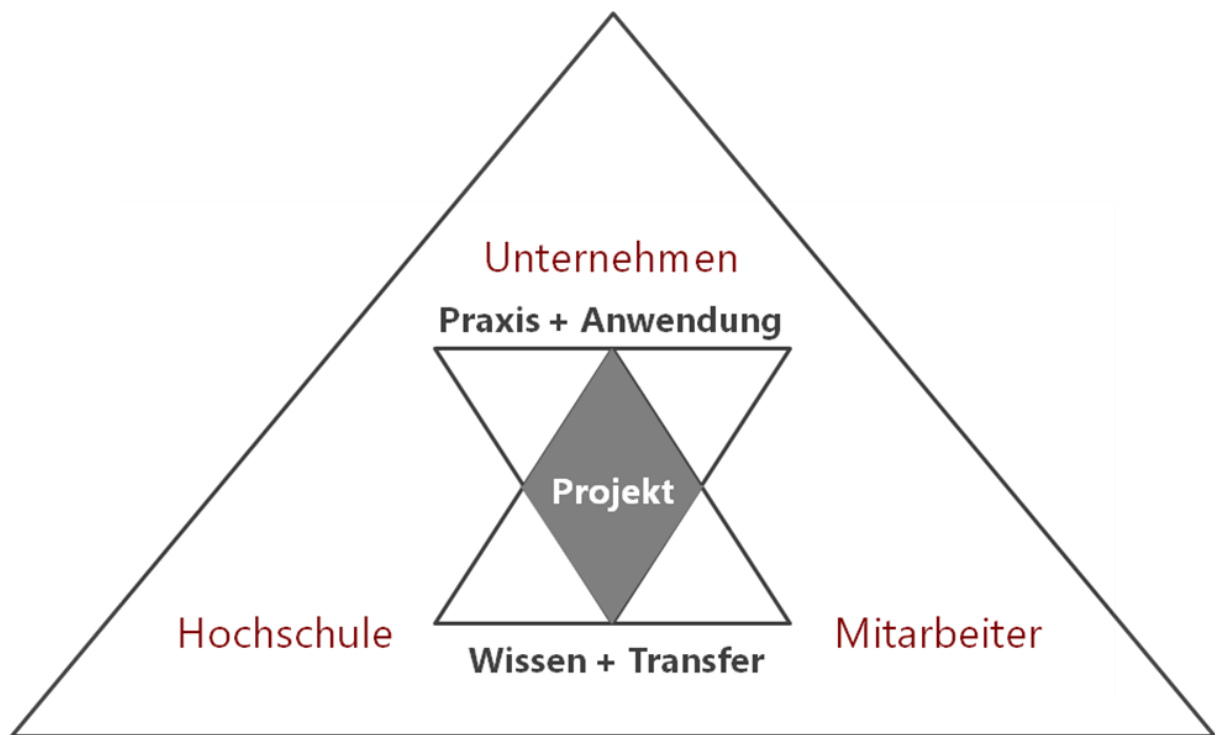 Unternehmen
Praxis + Anwendung
Projekt
Hochschule
Mitarbeiter
Wissen + Transfer